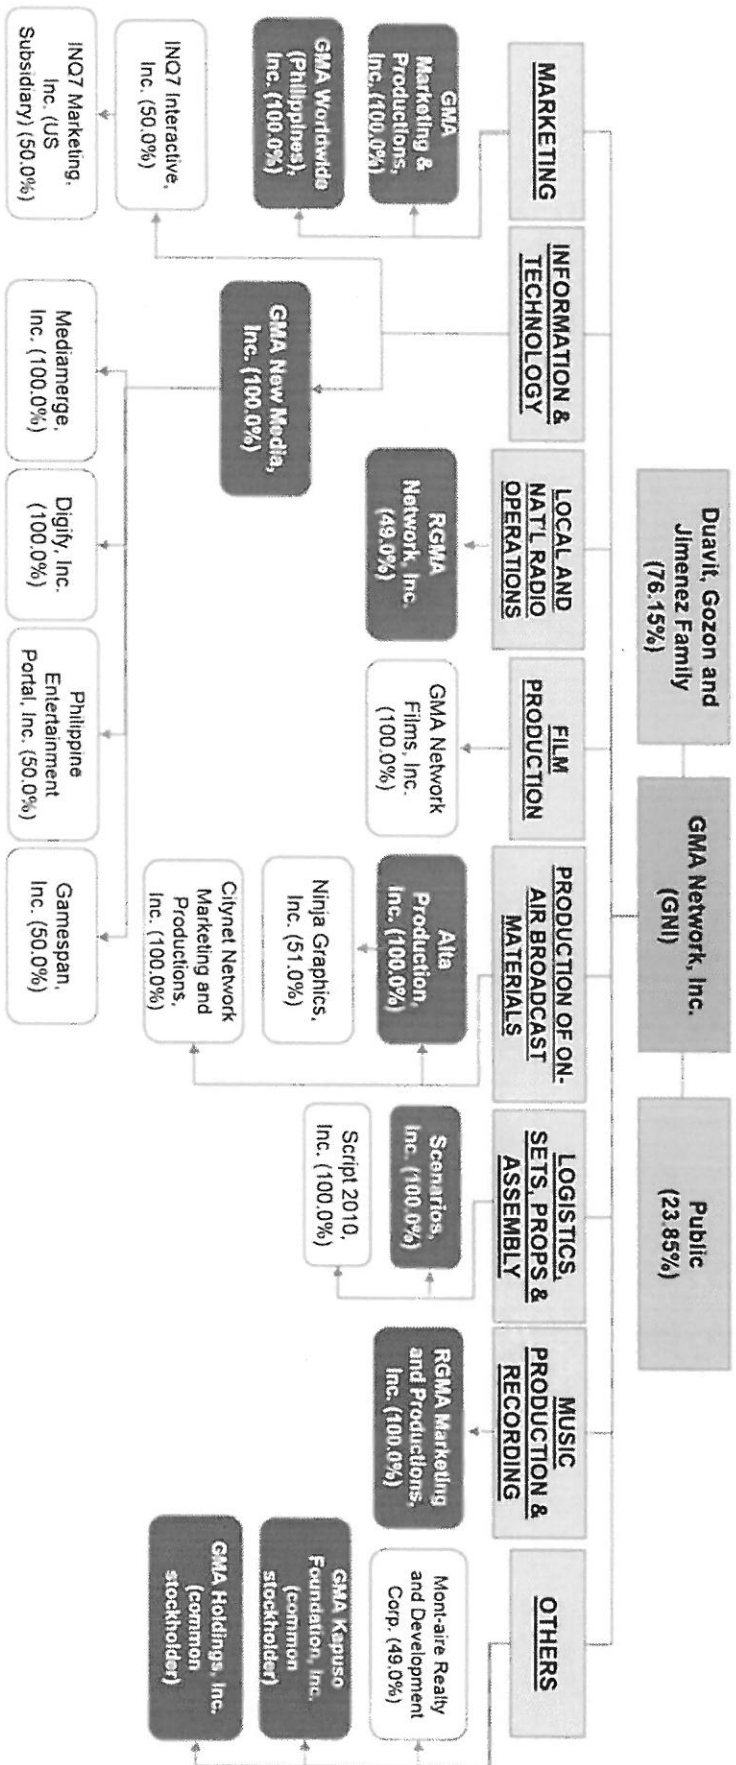 Duavit, Gozon and
Jimenez Family
(76.15%)
GMA Network, Inc.
(GNI)
Public
(23.85%)
MARKETING
INFORMATION &
TECHNOLOGY
LOCAL AND
NAT'L RADIO
OPERATIONS
FILM
PRODUCTION
PRODUCTION OF ON-
AIR BROADCAST
MATERIALS
LOGISTICS,
SETS, PROPS &
ASSEMBLY
MUSIC
PRODUCTION &
RECORDING
OTHERS
GMA
Marketing &
Productions,
Inc. (100.0%)
GMA Worldwide
(Philippines),
Inc. (100.0%)
INQ7 Interactive,
Inc. (50.0%)
INQ7 Marketing,
Inc. (US
Subsidiary) (50.0%)
GMA New Media,
Inc. (100.0%)
Mediamerge,
Inc. (100.0%)
Digify, Inc.
(100.0%)
Philippine
Entertainment
Portal, Inc. (50.0%)
Gamespan,
Inc. (50.0%)
RGMA
Network, Inc.
(49.0%)
GMA Network
Films, Inc.
(100.0%)
Alta
Production,
Inc. (100.0%)
Ninja Graphics,
Inc. (51.0%)
Citynet Network
Marketing and
Productions,
Inc. (100.0%)
Scenarios,
Inc. (100.0%)
Script 2010,
Inc. (100.0%)
RGMA Marketing
and Productions,
Inc. (100.0%)
Mont-aire Realty
and Development
Corp. (49.0%)
GMA Kapuso
Foundation, Inc.
(common
stockholder)
GMA Holdings, Inc.
(common
stockholder)